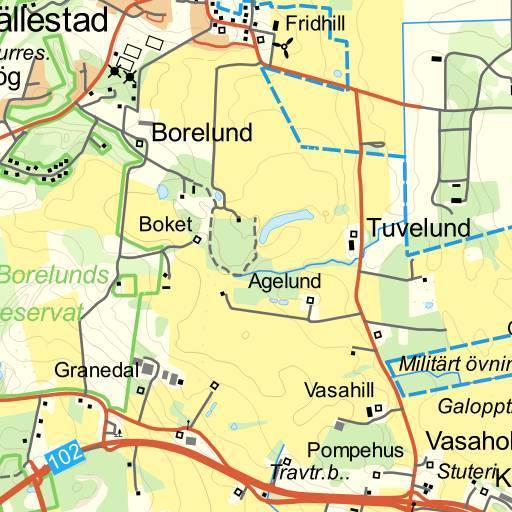 ällestad
Fridhill
urres.
ög
Borelund
Boket
Tuvelund
Borelunds
eservat
Agelund
Granedal
Militärt övnin
Vasahill
Galoppt
Pompehus
Vasahol
102
Travtr.b..
Stuteri
K